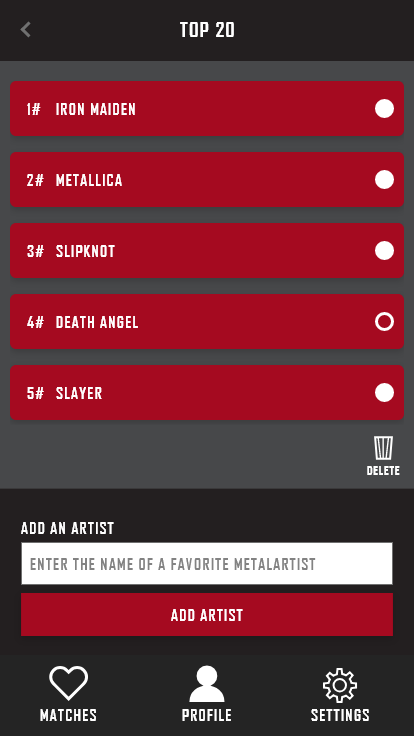 TOP 20
1# IRON MAIDEN
2# METALLICA
3# SLIPKNOT
4# DEATH ANGEL
5# SLAYER
DELETE
ADD AN ARTIST
ENTER THE NAME OF A FAVORITE METALARTIST
ADD ARTIST
MATCHES PROFILE SETTINGS